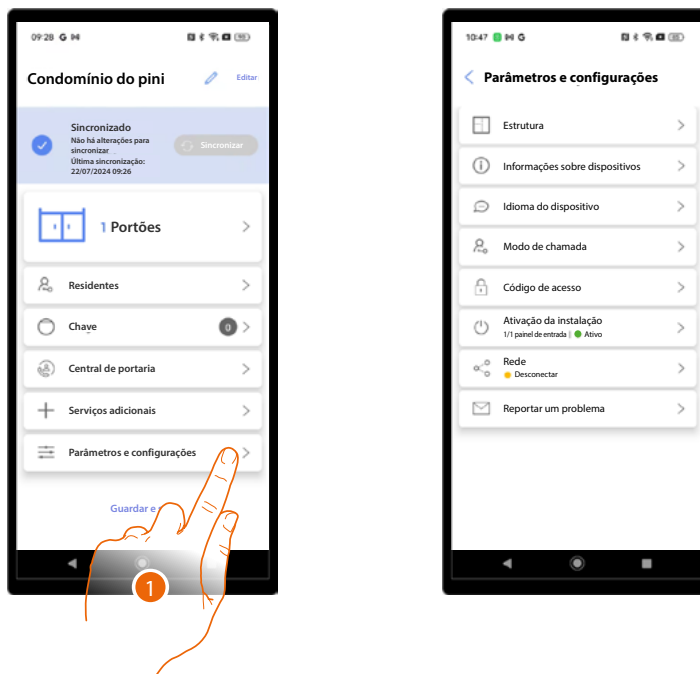 09:28 G
Condomínio do pini
Editar
Sincronizado
Não há alterações para
sincronizar
Última sincronização:
22/07/2024 09:26
Sincronizar
1 Portões
Residentes
Chave
0
Central de portaria
Serviços adicionais
Parâmetros e configurações
Guardar e
1
10:47 G
Parâmetros e configurações
Estrutura
Informações sobre dispositivos
Idioma do dispositivo
Modo de chamada
Código de acesso
Ativação da instalação
1/1 painel de entrada | Ativo
Rede
Desconectar
Reportar um problema